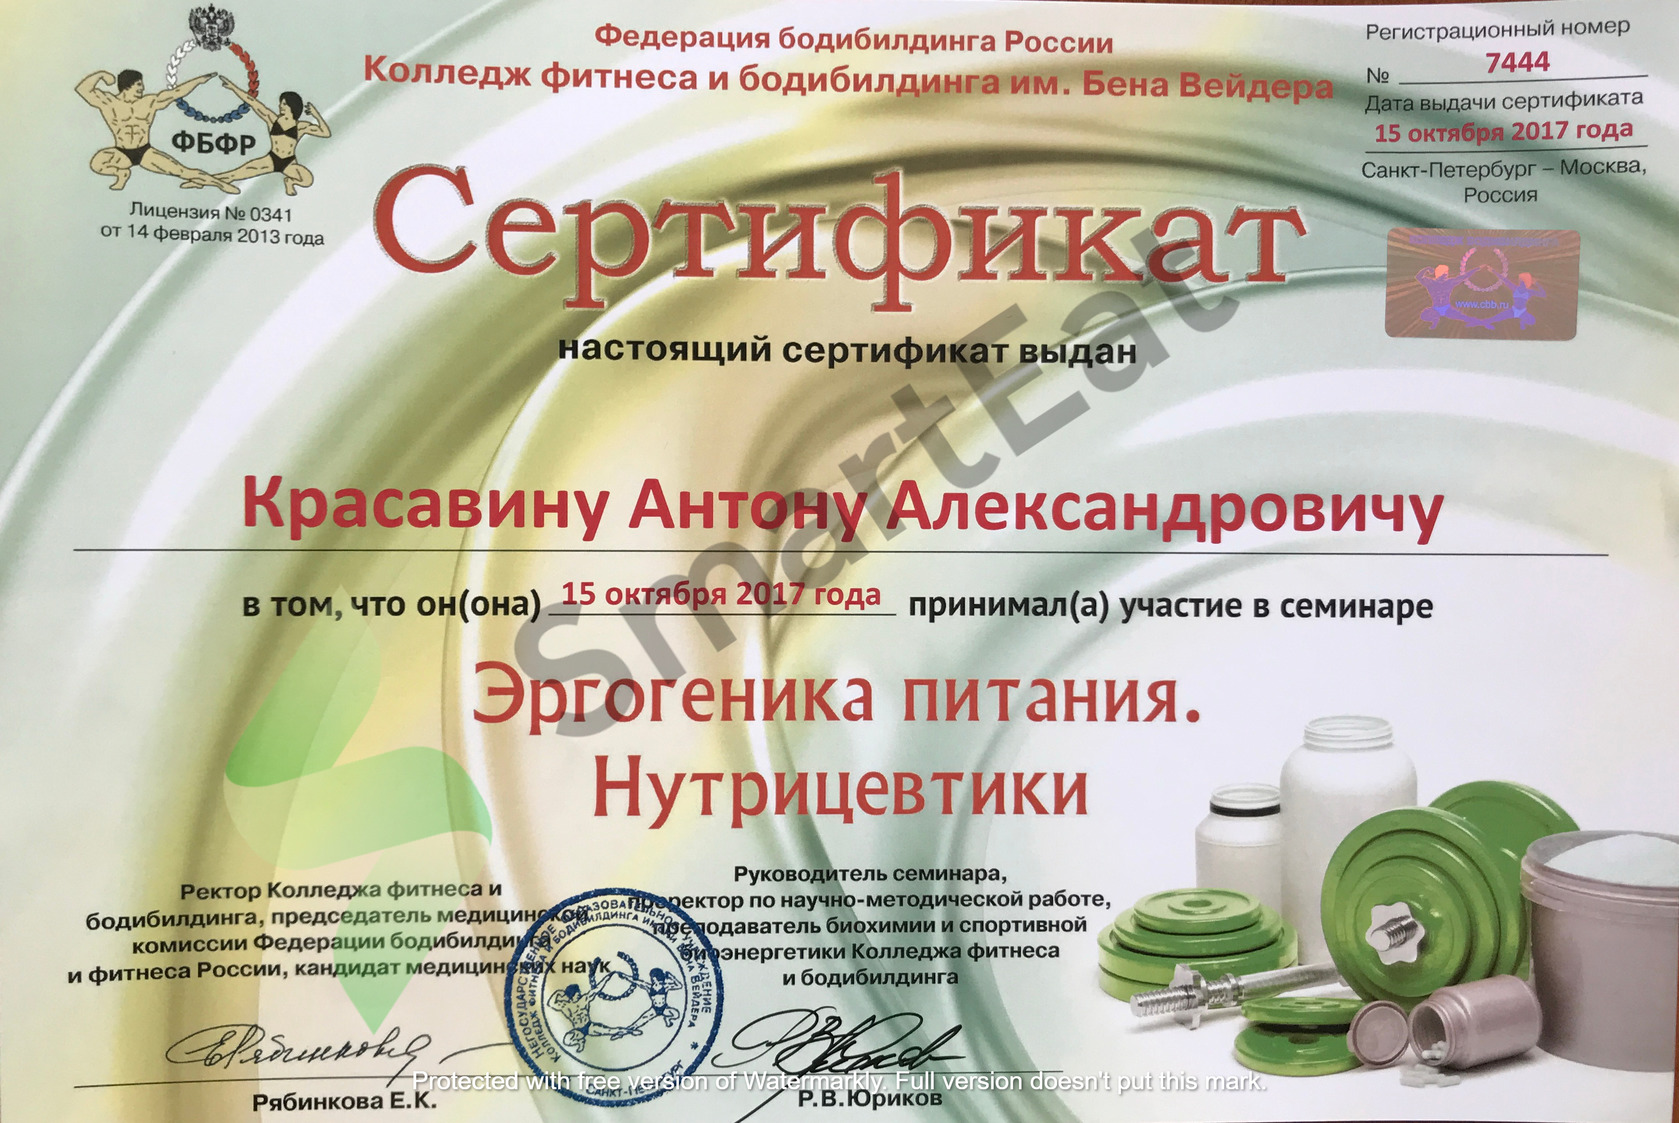 Федерация бодибилдинга России
Колледж фитнеса и бодибилдинга им. Бена Вейдера
Регистрационный номер
№ 7444
Дата выдачи сертификата
15 октября 2017 года
Санкт-Петербург – Москва,
Россия
ФБФР
Лицензия № 0341
от 14 февраля 2013 года
www.cbb.ru
Сертификат
настоящий сертификат выдан
SmartEat
Красавину Антону Александровичу
в том, что он(она) 15 октября 2017 года принимал(а) участие в семинаре
Эргогеника питания.
Нутрицевтики
Ректор Колледжа фитнеса и
бодибилдинга, председатель медицинской
комиссии Федерации бодибилдинга
и фитнеса России, кандидат медицинских наук
Рябинкова Е.К.
Руководитель семинара,
проректор по научно-методической работе,
преподаватель биохимии и спортивной
биоэнергетики Колледжа фитнеса
и бодибилдинга
Р.В.Юриков
НЕГОСУДАРСТВЕННОЕ ОБРАЗОВАТЕЛЬНОЕ УЧРЕЖДЕНИЕ
КОЛЛЕДЖ ФИТНЕСА И БОДИБИЛДИНГА ИМЕНИ БЕНА ВЕЙДЕРА
САНКТ-ПЕТЕРБУРГ
Protected with free version of Watermarkly. Full version doesn't put this mark.